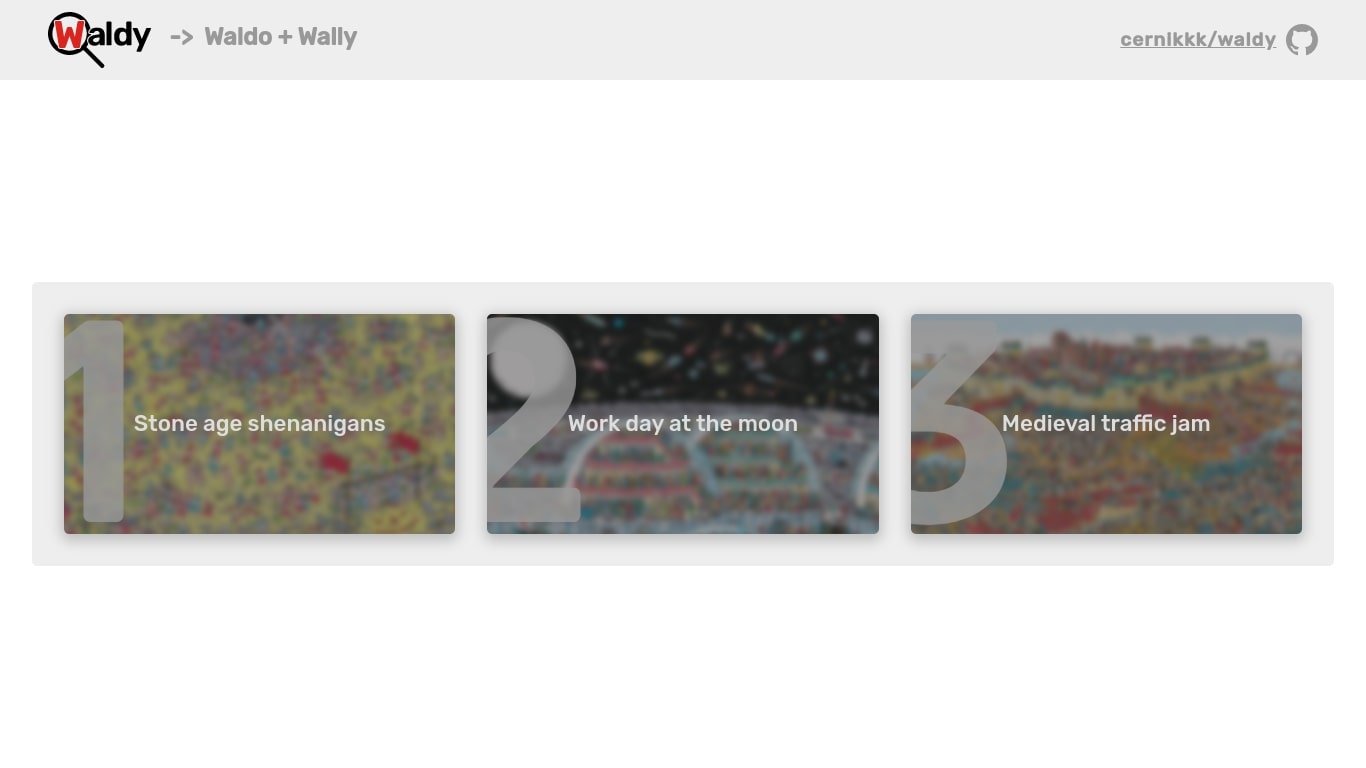 Waldy -> Waldo + Wally
cernikkk/waldy
1
Stone age shenanigans
2
Work day at the moon
3
Medieval traffic jam